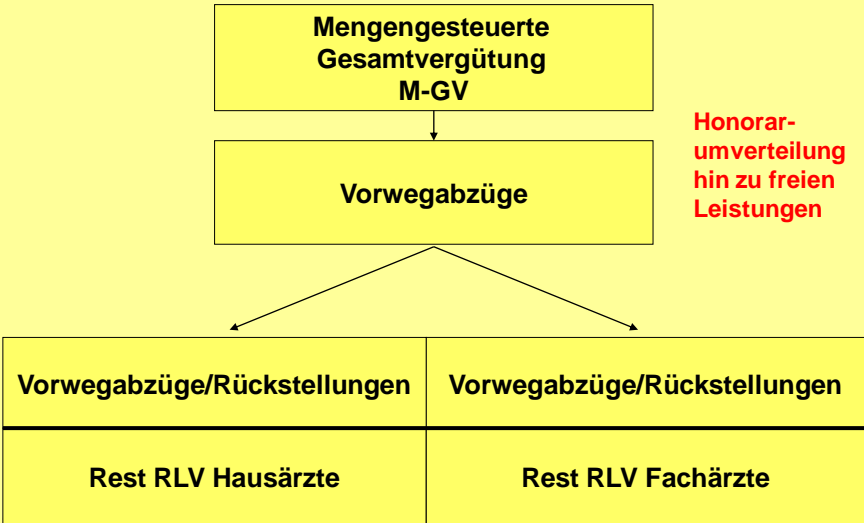 Mengengesteuerte
Gesamtvergütung
M-GV
Honorar-
umverteilung
hin zu freien
Leistungen
Vorwegabzüge
Vorwegabzüge/Rückstellungen
Vorwegabzüge/Rückstellungen
Rest RLV Hausärzte
Rest RLV Fachärzte